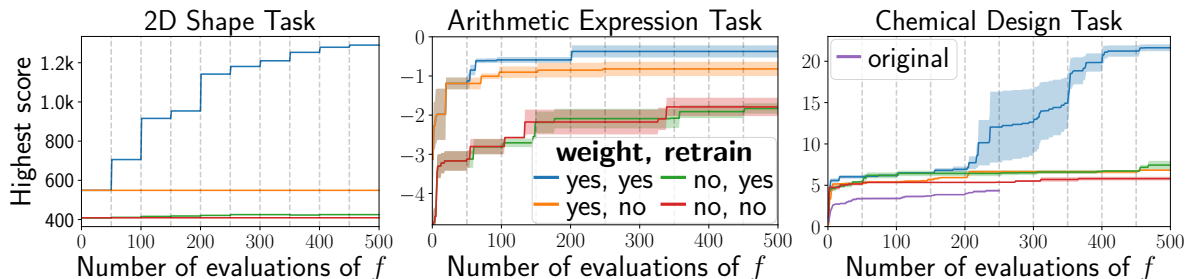 2D Shape Task
Highest score
1.2k
1.0k
800
600
400
0 100 200 300 400 500
Number of evaluations of f
Arithmetic Expression Task
0
−1
−2
−3
−4
weight, retrain
yes, yes
no, yes
yes, no
no, no
0 100 200 300 400 500
Number of evaluations of f
Chemical Design Task
original
20
15
10
5
0
0 100 200 300 400 500
Number of evaluations of f